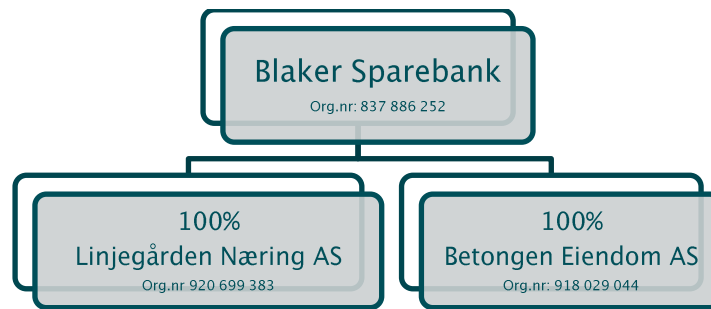 Blaker Sparebank
Org.nr: 837 886 252
100%
Linjegården Næring AS
Org.nr 920 699 383
100%
Betongen Eiendom AS
Org.nr: 918 029 044